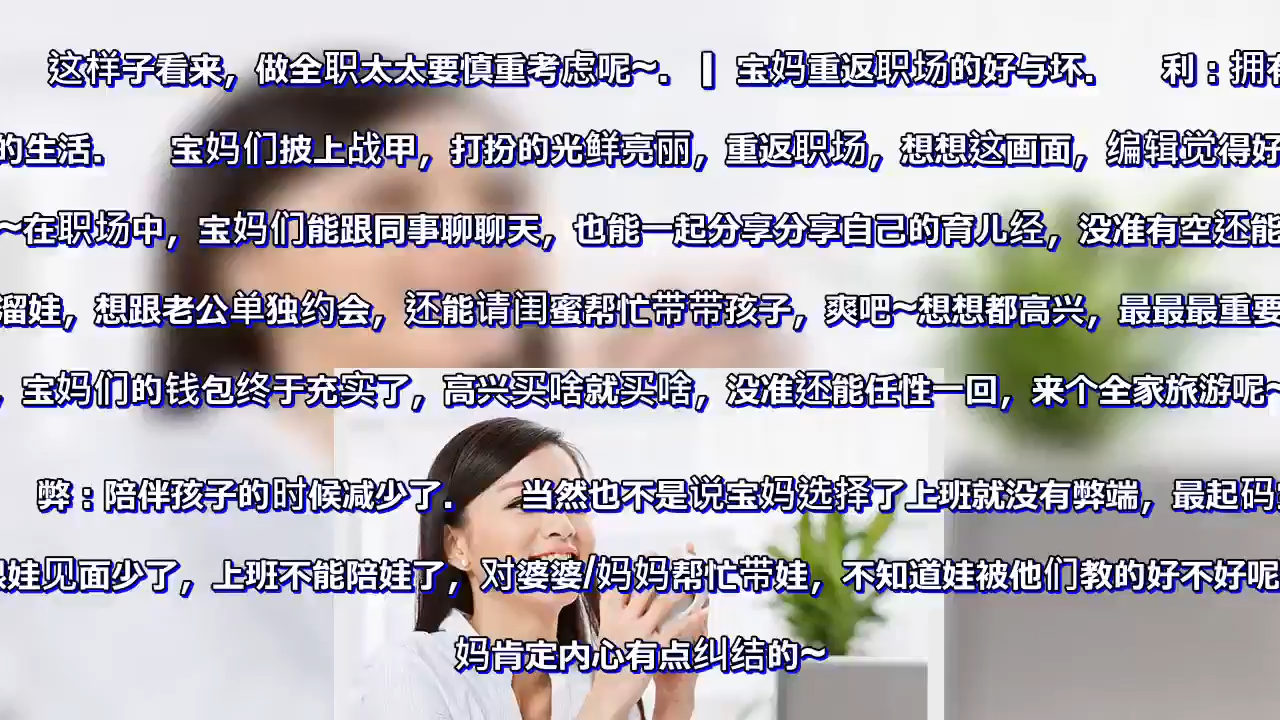 这样子看来，做全职太太要慎重考虑呢~. ┃ 宝妈重返职场的好与坏. 利：拥
的生活. 宝妈们披上战甲，打扮的光鲜亮丽，重返职场，想想这画面，编辑觉得好
~在职场中，宝妈们能跟同事聊聊天，也能一起分享分享自己的育儿经，没准有空还能
溜娃，想跟老公单独约会，还能请闺蜜帮忙带带孩子，爽吧~想想都高兴，最最最重要
，宝妈们的钱包终于充实了，高兴买啥就买啥，没准还能任性一回，来个全家旅游呢~
弊：陪伴孩子的时候减少了. 当然也不是说宝妈选择了上班就没有弊端，最起码
娃见面少了，上班不能陪娃了，对婆婆/妈妈帮忙带娃，不知道娃被他们教的好不好呢
妈肯定内心有点纠结的~